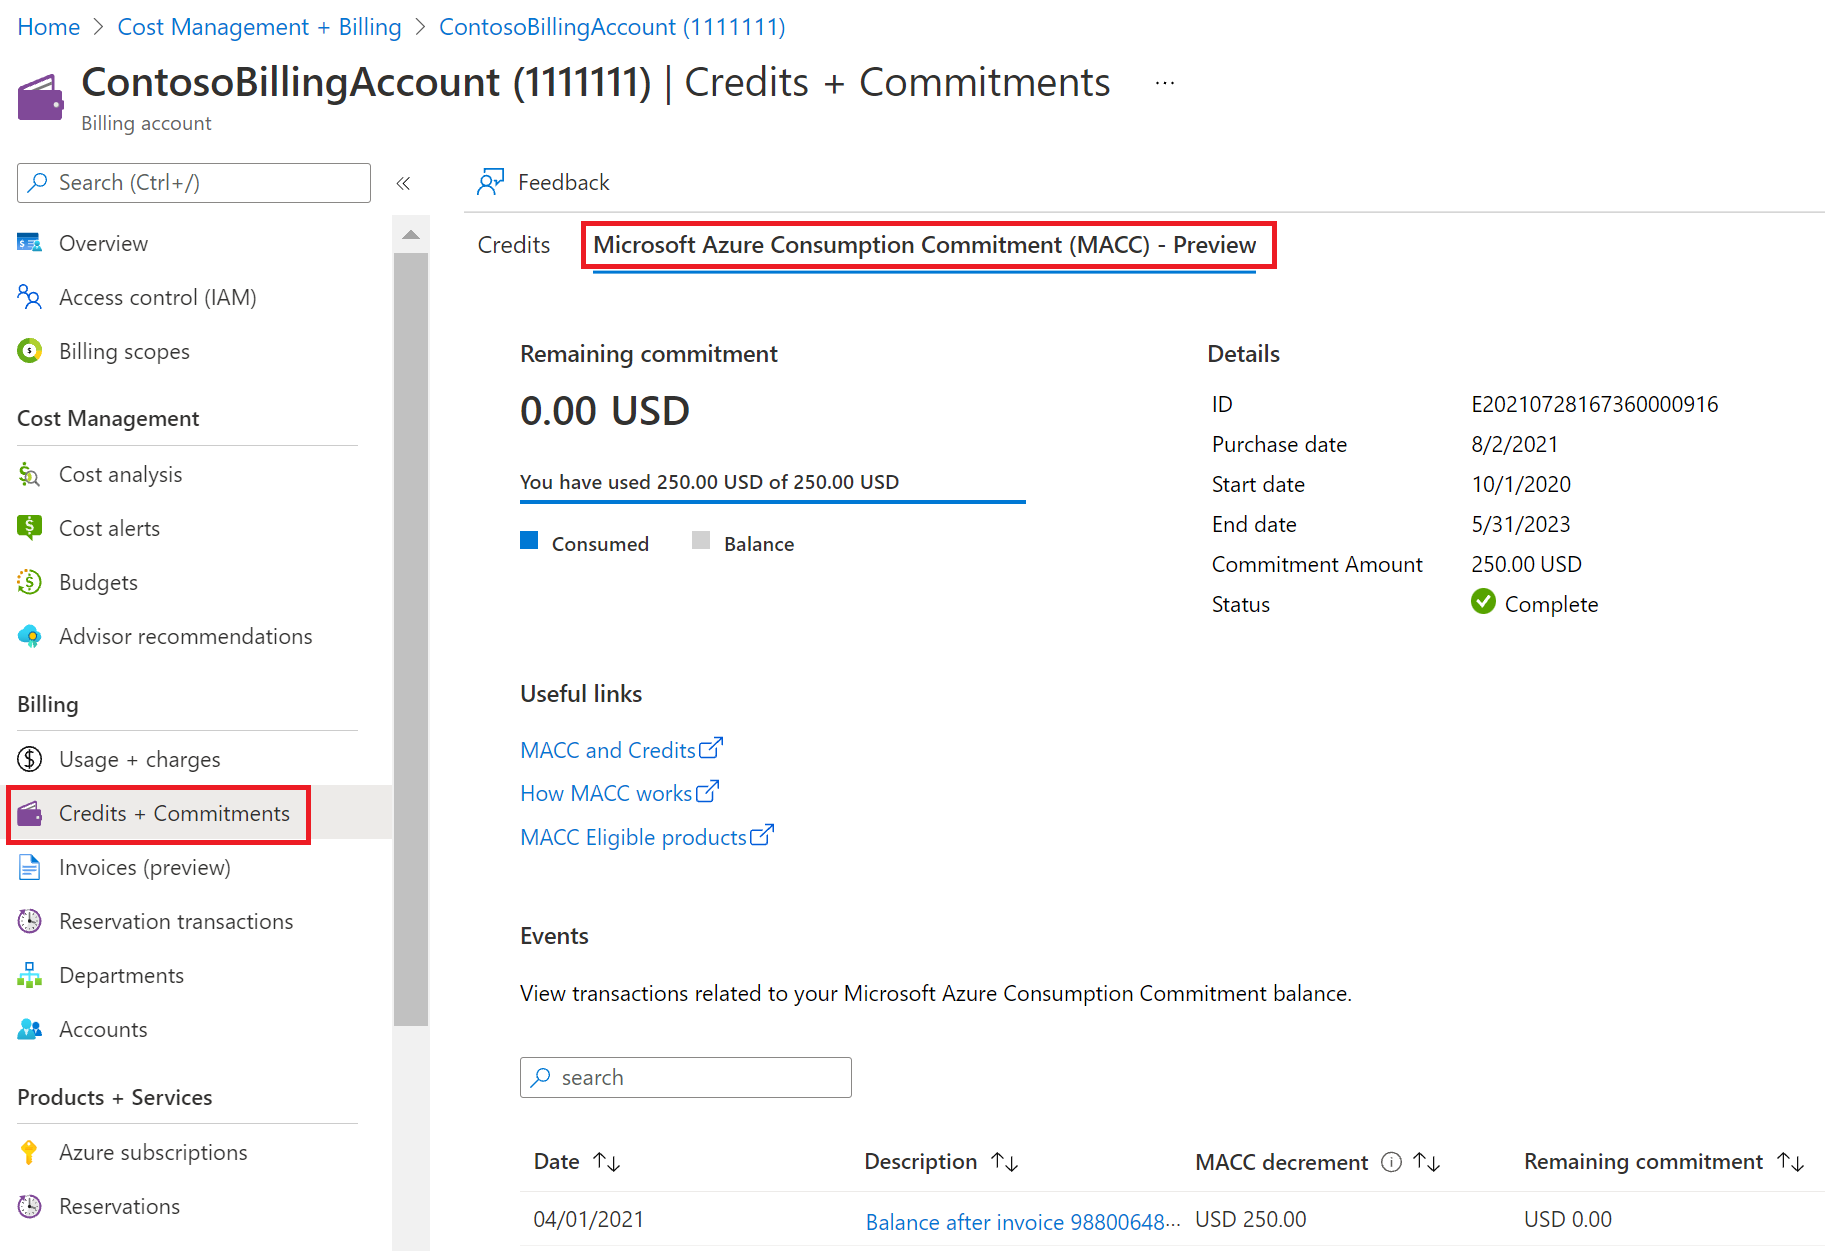 Home > Cost Management + Billing > ContosoBillingAccount (1111111)
ContosoBillingAccount (1111111) | Credits + Commitments ...
Billing account
Search (Ctrl+/)
«
Overview
Access control (IAM)
Billing scopes
Cost Management
Cost analysis
Cost alerts
Budgets
Advisor recommendations
Billing
Usage + charges
Credits + Commitments
Invoices (preview)
Reservation transactions
Departments
Accounts
Products + Services
Azure subscriptions
Reservations
Feedback
Credits
Microsoft Azure Consumption Commitment (MACC) - Preview
Remaining commitment
0.00 USD
You have used 250.00 USD of 250.00 USD
Consumed
Balance
Details
ID E20210728167360000916
Purchase date 8/2/2021
Start date 10/1/2020
End date 5/31/2023
Commitment Amount 250.00 USD
Status Complete
Useful links
MACC and Credits
How MACC works
MACC Eligible products
Events
View transactions related to your Microsoft Azure Consumption Commitment balance.
search
Date ↑↓ Description ↑↓ MACC decrement ↑↓ Remaining commitment ↑↓
04/01/2021 Balance after invoice 98800648... USD 250.00 USD 0.00